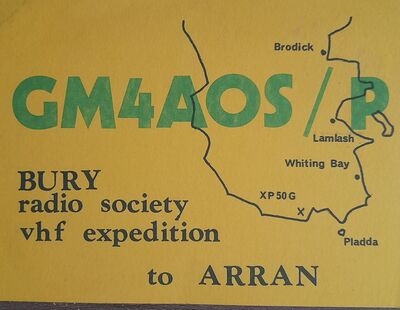 Brodick
GM4AOS/P
Lamlash
Whiting Bay
XP50G
X
Pladda
BURY
radio society
vhf expedition
to ARRAN